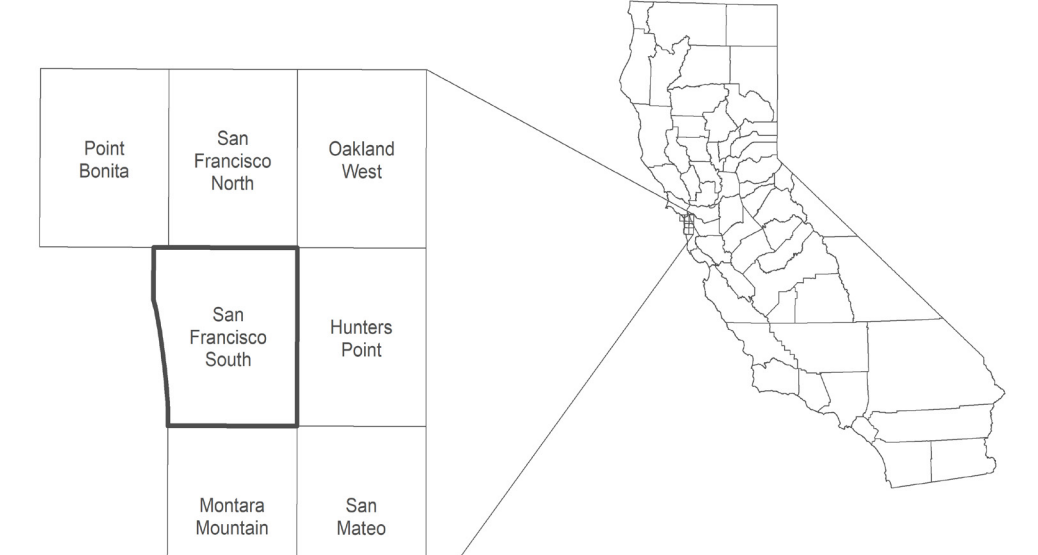 Point
Bonita
San
Francisco
North
Oakland
West
San
Francisco
South
Hunters
Point
Montara
Mountain
San
Mateo